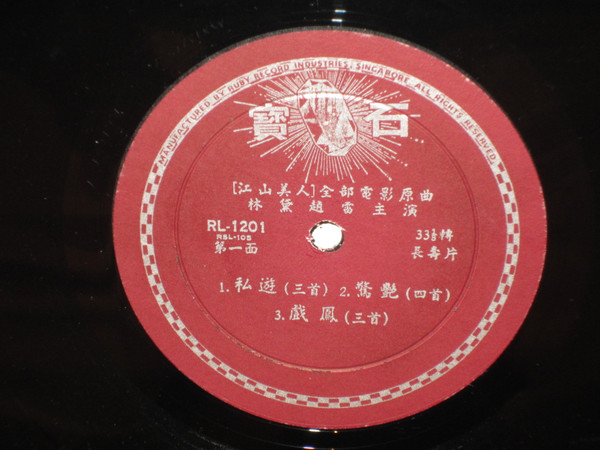 MANUFACTURED BY RUBY RECORD INDUSTRIES, SINGAPORE. ALL RIGHTS RESERVED.
寶石
[江山美人]全部電影原曲
林黛趙雷主演
RL-1201
RSL-105
第一面
33⅓轉
長壽片
1.私遊(三首) 2.驚艷(四首)
3.戲鳳(三首)